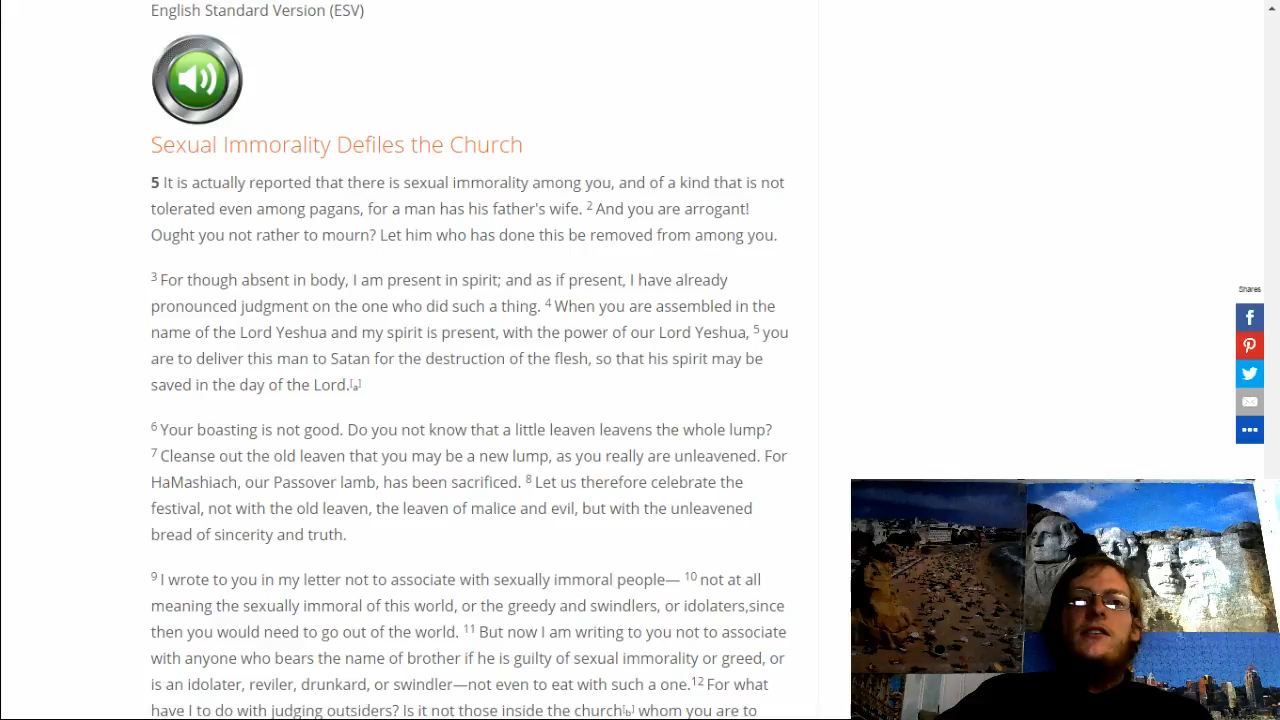 English Standard Version (ESV)
Sexual Immorality Defiles the Church
5 It is actually reported that there is sexual immorality among you, and of a kind that is not
tolerated even among pagans, for a man has his father's wife. 2 And you are arrogant!
Ought you not rather to mourn? Let him who has done this be removed from among you.
3 For though absent in body, I am present in spirit; and as if present, I have already
pronounced judgment on the one who did such a thing. 4 When you are assembled in the
name of the Lord Yeshua and my spirit is present, with the power of our Lord Yeshua, 5 you
are to deliver this man to Satan for the destruction of the flesh, so that his spirit may be
saved in the day of the Lord.[a]
6 Your boasting is not good. Do you not know that a little leaven leavens the whole lump?
7 Cleanse out the old leaven that you may be a new lump, as you really are unleavened. For
HaMashiach, our Passover lamb, has been sacrificed. 8 Let us therefore celebrate the
festival, not with the old leaven, the leaven of malice and evil, but with the unleavened
bread of sincerity and truth.
9 I wrote to you in my letter not to associate with sexually immoral people— 10 not at all
meaning the sexually immoral of this world, or the greedy and swindlers, or idolaters,since
then you would need to go out of the world. 11 But now I am writing to you not to associate
with anyone who bears the name of brother if he is guilty of sexual immorality or greed, or
is an idolater, reviler, drunkard, or swindler—not even to eat with such a one.12 For what
have I to do with judging outsiders? Is it not those inside the church[b] whom you are to
Shares